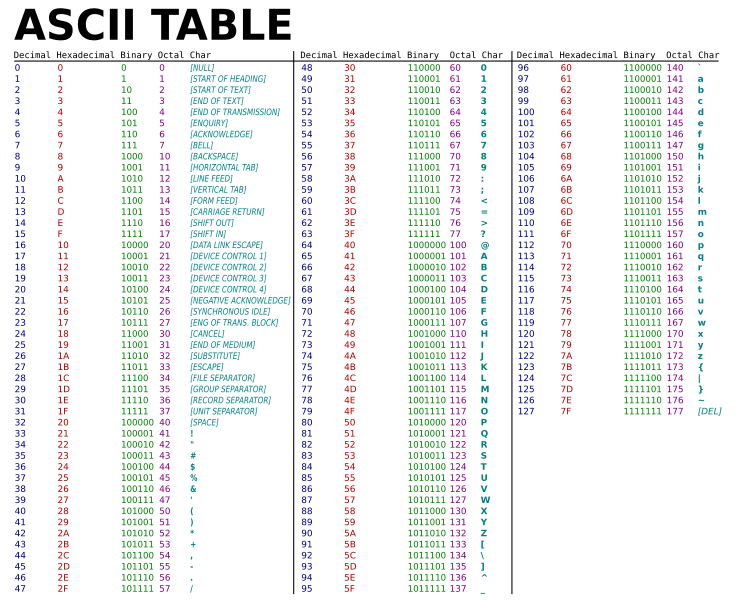 ASCII TABLE
Decimal Hexadecimal Binary Octal Char
0 0 0 0 [NULL]
1 1 1 1 [START OF HEADING]
2 2 10 2 [START OF TEXT]
3 3 11 3 [END OF TEXT]
4 4 100 4 [END OF TRANSMISSION]
5 5 101 5 [ENQUIRY]
6 6 110 6 [ACKNOWLEDGE]
7 7 111 7 [BELL]
8 8 1000 10 [BACKSPACE]
9 9 1001 11 [HORIZONTAL TAB]
10 A 1010 12 [LINE FEED]
11 B 1011 13 [VERTICAL TAB]
12 C 1100 14 [FORM FEED]
13 D 1101 15 [CARRIAGE RETURN]
14 E 1110 16 [SHIFT OUT]
15 F 1111 17 [SHIFT IN]
16 10 10000 20 [DATA LINK ESCAPE]
17 11 10001 21 [DEVICE CONTROL 1]
18 12 10010 22 [DEVICE CONTROL 2]
19 13 10011 23 [DEVICE CONTROL 3]
20 14 10100 24 [DEVICE CONTROL 4]
21 15 10101 25 [NEGATIVE ACKNOWLEDGE]
22 16 10110 26 [SYNCHRONOUS IDLE]
23 17 10111 27 [ENG OF TRANS. BLOCK]
24 18 11000 30 [CANCEL]
25 19 11001 31 [END OF MEDIUM]
26 1A 11010 32 [SUBSTITUTE]
27 1B 11011 33 [ESCAPE]
28 1C 11100 34 [FILE SEPARATOR]
29 1D 11101 35 [GROUP SEPARATOR]
30 1E 11110 36 [RECORD SEPARATOR]
31 1F 11111 37 [UNIT SEPARATOR]
32 20 100000 40 [SPACE]
33 21 100001 41 !
34 22 100010 42 "
35 23 100011 43 #
36 24 100100 44 $
37 25 100101 45 %
38 26 100110 46 &
39 27 100111 47 '
40 28 101000 50 (
41 29 101001 51 )
42 2A 101010 52 *
43 2B 101011 53 +
44 2C 101100 54 ,
45 2D 101101 55 -
46 2E 101110 56 .
47 2F 101111 57 /
Decimal Hexadecimal Binary Octal Char
48 30 110000 60 0
49 31 110001 61 1
50 32 110010 62 2
51 33 110011 63 3
52 34 110100 64 4
53 35 110101 65 5
54 36 110110 66 6
55 37 110111 67 7
56 38 111000 70 8
57 39 111001 71 9
58 3A 111010 72 :
59 3B 111011 73 ;
60 3C 111100 74 <
61 3D 111101 75 =
62 3E 111110 76 >
63 3F 111111 77 ?
64 40 1000000 100 @
65 41 1000001 101 A
66 42 1000010 102 B
67 43 1000011 103 C
68 44 1000100 104 D
69 45 1000101 105 E
70 46 1000110 106 F
71 47 1000111 107 G
72 48 1001000 110 H
73 49 1001001 111 I
74 4A 1001010 112 J
75 4B 1001011 113 K
76 4C 1001100 114 L
77 4D 1001101 115 M
78 4E 1001110 116 N
79 4F 1001111 117 O
80 50 1010000 120 P
81 51 1010001 121 Q
82 52 1010010 122 R
83 53 1010011 123 S
84 54 1010100 124 T
85 55 1010101 125 U
86 56 1010110 126 V
87 57 1010111 127 W
88 58 1011000 130 X
89 59 1011001 131 Y
90 5A 1011010 132 Z
91 5B 1011011 133 [
92 5C 1011100 134 \
93 5D 1011101 135 ]
94 5E 1011110 136 ^
95 5F 1011111 137 _
Decimal Hexadecimal Binary Octal Char
96 60 1100000 140 `
97 61 1100001 141 a
98 62 1100010 142 b
99 63 1100011 143 c
100 64 1100100 144 d
101 65 1100101 145 e
102 66 1100110 146 f
103 67 1100111 147 g
104 68 1101000 150 h
105 69 1101001 151 i
106 6A 1101010 152 j
107 6B 1101011 153 k
108 6C 1101100 154 l
109 6D 1101101 155 m
110 6E 1101110 156 n
111 6F 1101111 157 o
112 70 1110000 160 p
113 71 1110001 161 q
114 72 1110010 162 r
115 73 1110011 163 s
116 74 1110100 164 t
117 75 1110101 165 u
118 76 1110110 166 v
119 77 1110111 167 w
120 78 1111000 170 x
121 79 1111001 171 y
122 7A 1111010 172 z
123 7B 1111011 173 {
124 7C 1111100 174 |
125 7D 1111101 175 }
126 7E 1111110 176 ~
127 7F 1111111 177 [DEL]